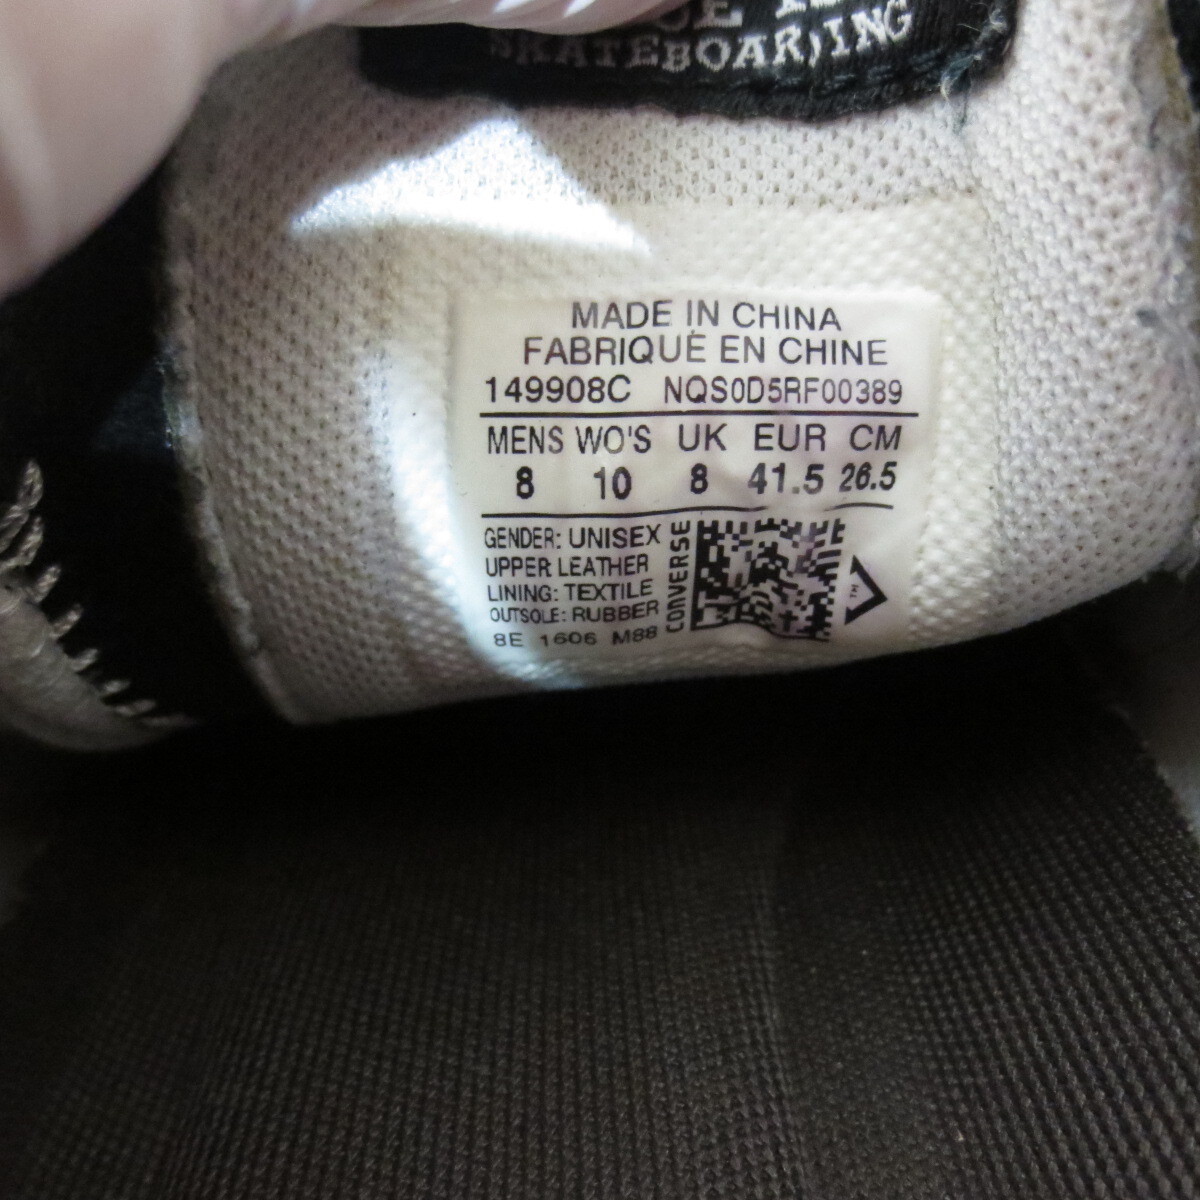 SKATEBOARDING
MADE IN CHINA
FABRIQUÉ EN CHINE
149908C NQS0D5RF00389
MENS WO'S UK EUR CM
8 10 8 41.5 26.5
GENDER: UNISEX
UPPER LEATHER
LINING: TEXTILE
OUTSOLE: RUBBER
8E 1606 M88
CONVERSE
TM